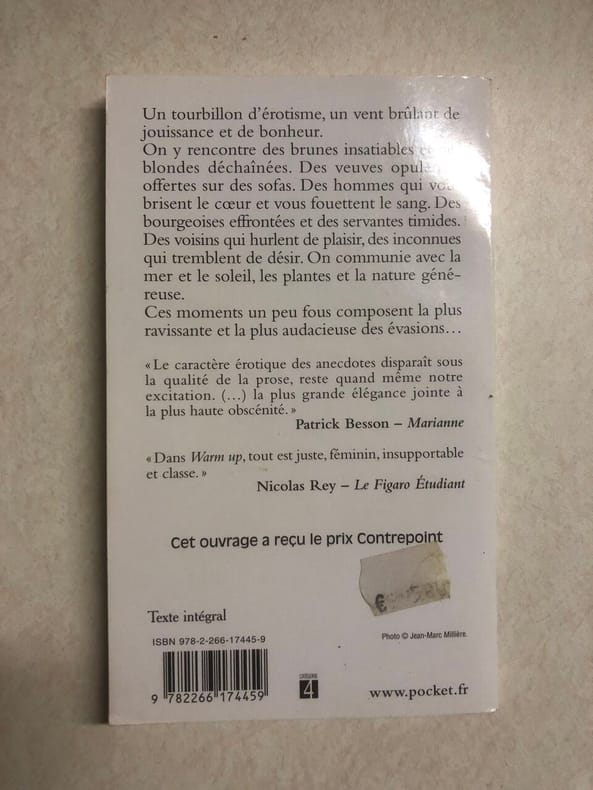 Un tourbillon d'érotisme, un vent brûlant de
jouissance et de bonheur.
On y rencontre des brunes insatiables et
blondes déchaînées. Des veuves
offertes sur des sofas. Des hommes qui vous
brisent le cœur et vous fouettent le sang. Des
bourgeoises effrontées et des servantes timides.
Des voisins qui hurlent de plaisir, des inconnues
qui tremblent de désir. On communie avec la
mer et le soleil, les plantes et la nature géné-
reuse.
Ces moments un peu fous composent la plus
ravissante et la plus audacieuse des évasions…
« Le caractère érotique des anecdotes disparaît sous
la qualité de la prose, reste quand même notre
excitation. (…) la plus grande élégance jointe à
la plus haute obscénité. »
Patrick Besson – Marianne
« Dans Warm up, tout est juste, féminin, insupportable
et classe. »
Nicolas Rey – Le Figaro Étudiant
Cet ouvrage a reçu le prix Contrepoint
€
Texte intégral
Photo © Jean-Marc Millière.
ISBN 978-2-266-17445-9
CATÉGORIE
4
www.pocket.fr
9 782266 174459